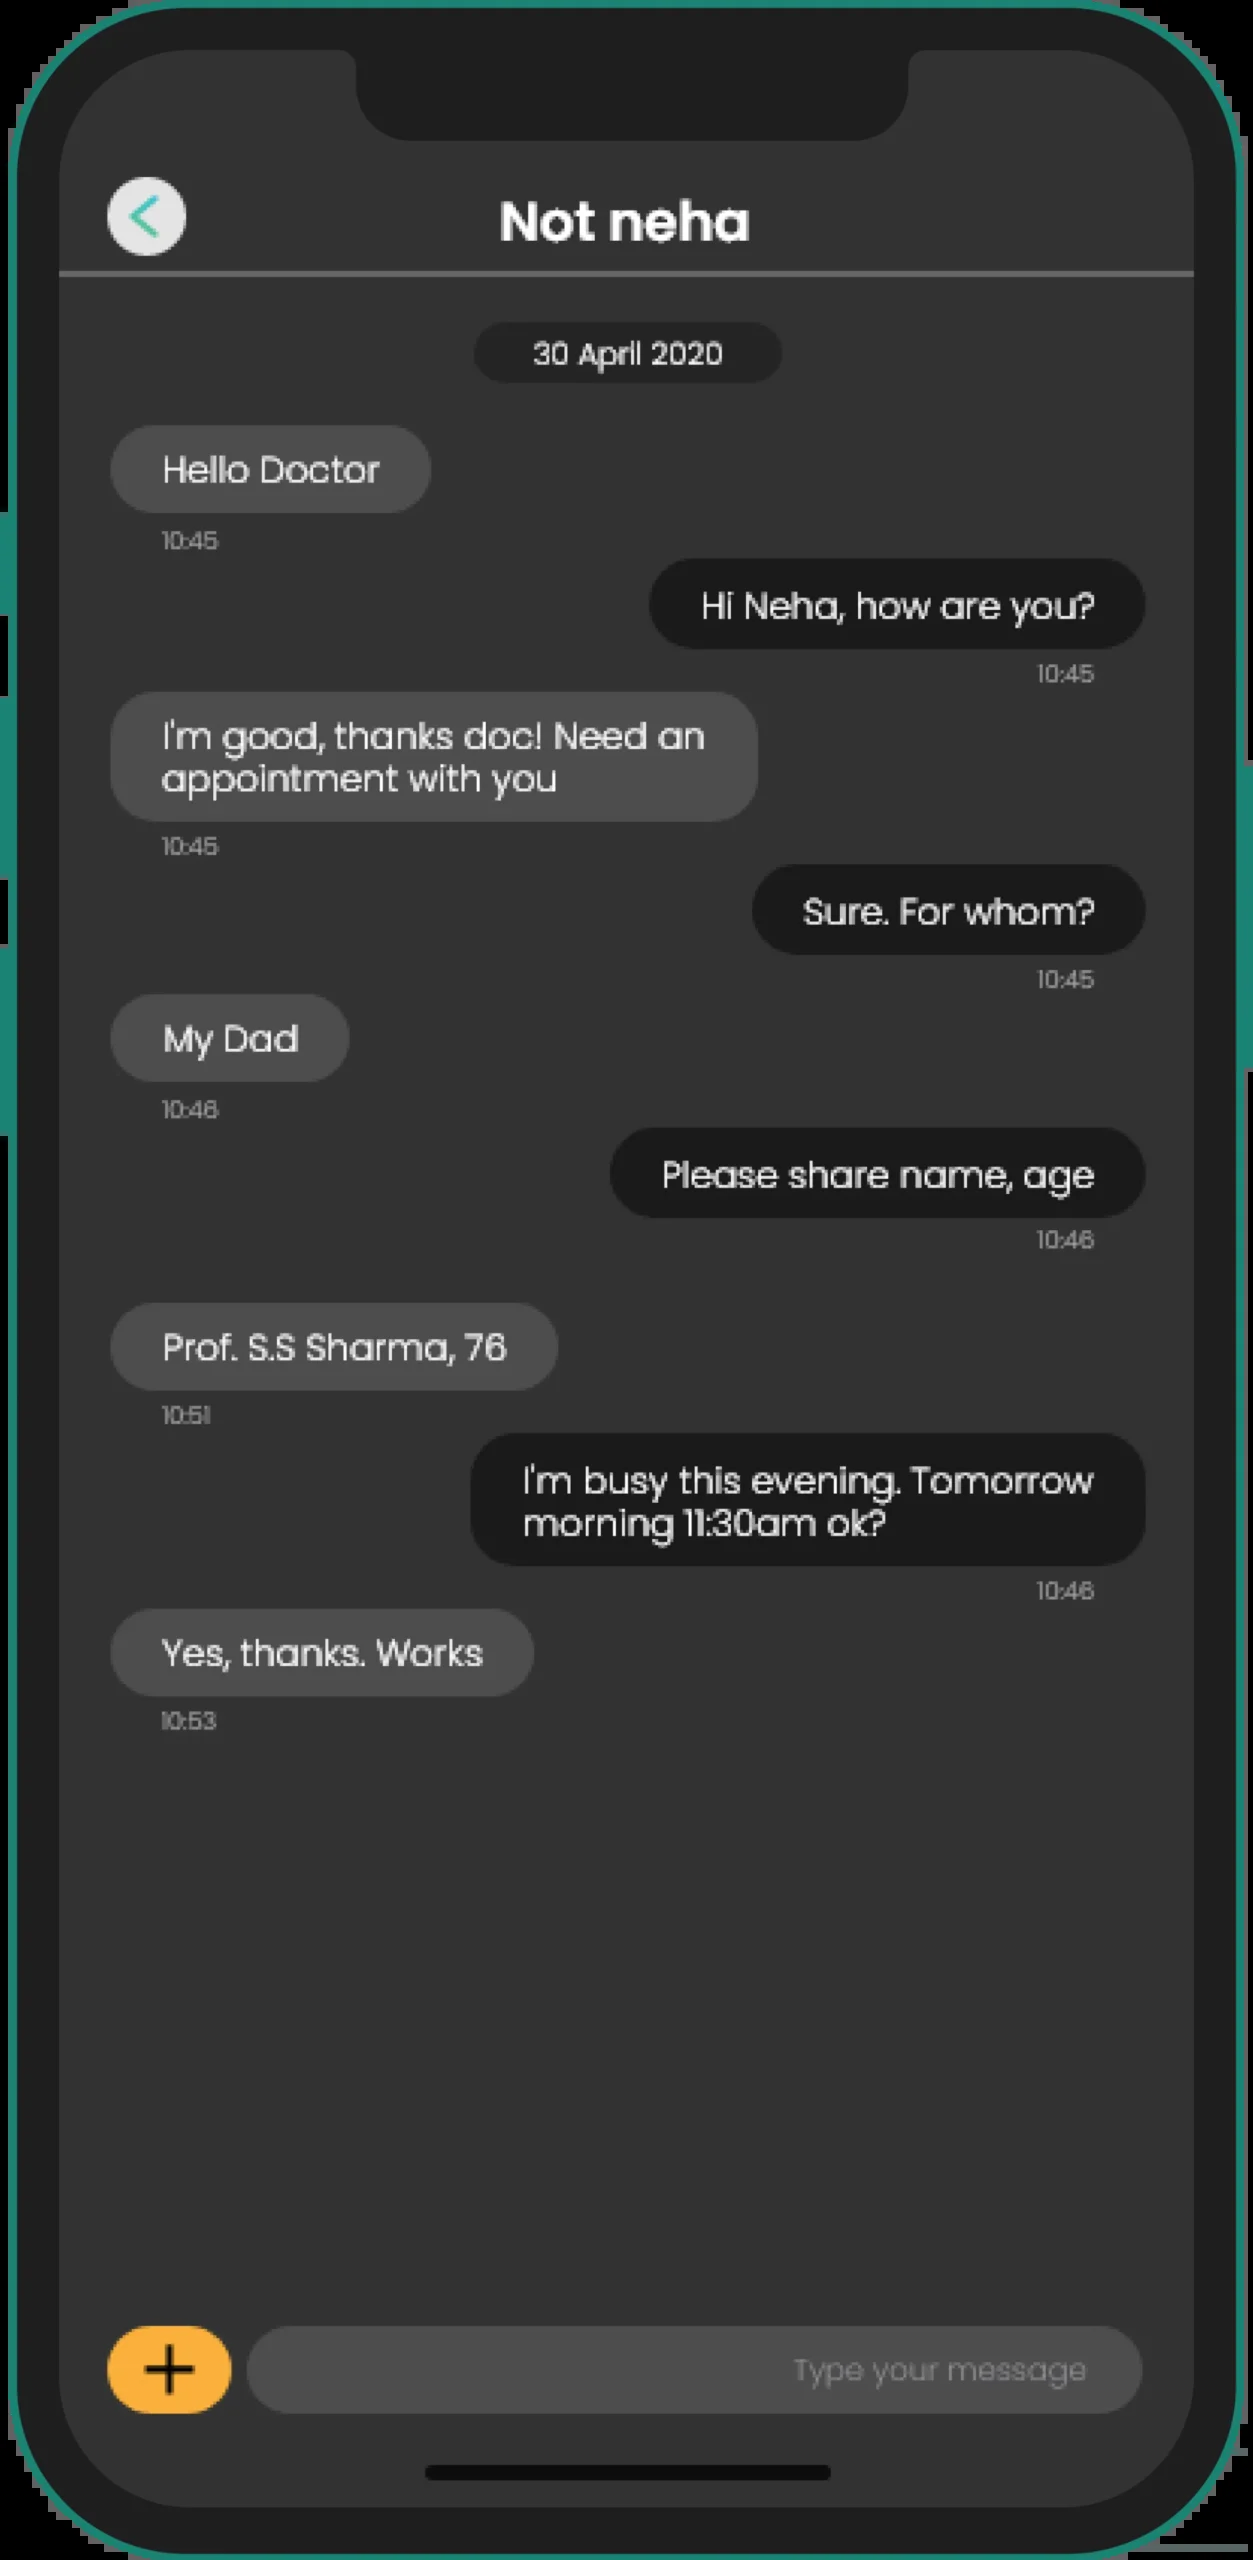 Not neha
30 April 2020
Hello Doctor
10:45
Hi Neha, how are you?
10:45
I'm good, thanks doc! Need an
appointment with you
10:45
Sure. For whom?
10:45
My Dad
10:46
Please share name, age
10:46
Prof. S.S Sharma, 76
10:51
I'm busy this evening. Tomorrow
morning 11:30am ok?
10:46
Yes, thanks. Works
10:53
Type your message